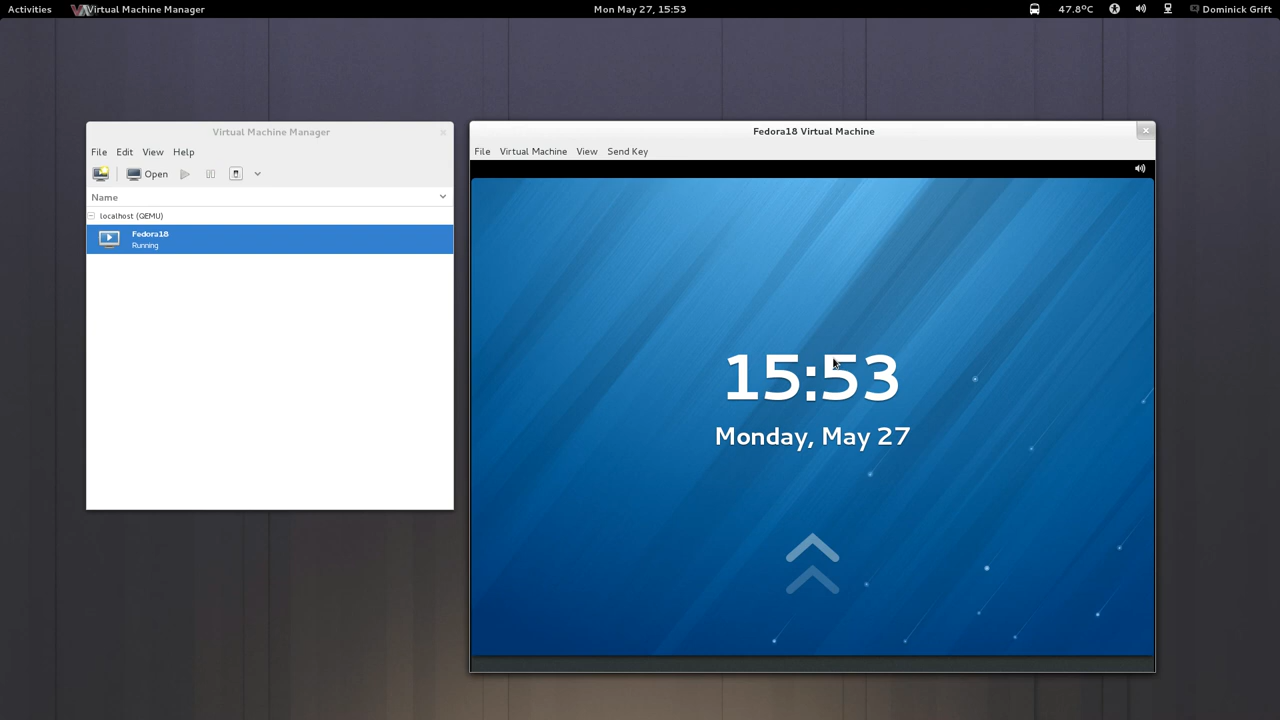 Activities Virtual Machine Manager Mon May 27, 15:53 47.8ºC Dominick Grift
Virtual Machine Manager
File Edit View Help
Open
Name
localhost (QEMU)
Fedora18
Running
Fedora18 Virtual Machine
File Virtual Machine View Send Key
15:53
Monday, May 27